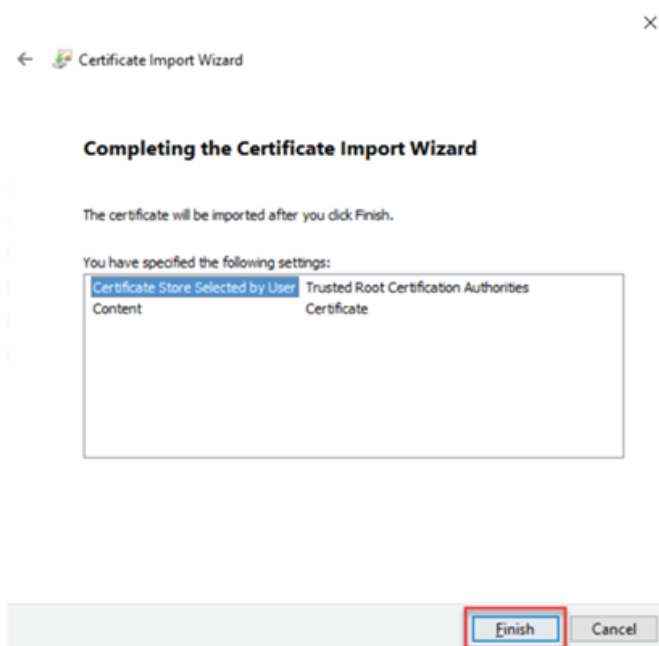 Certificate Import Wizard
Completing the Certificate Import Wizard
The certificate will be imported after you click Finish.
You have specified the following settings:
Certificate Store Selected by User Trusted Root Certification Authorities
Content Certificate
Finish Cancel